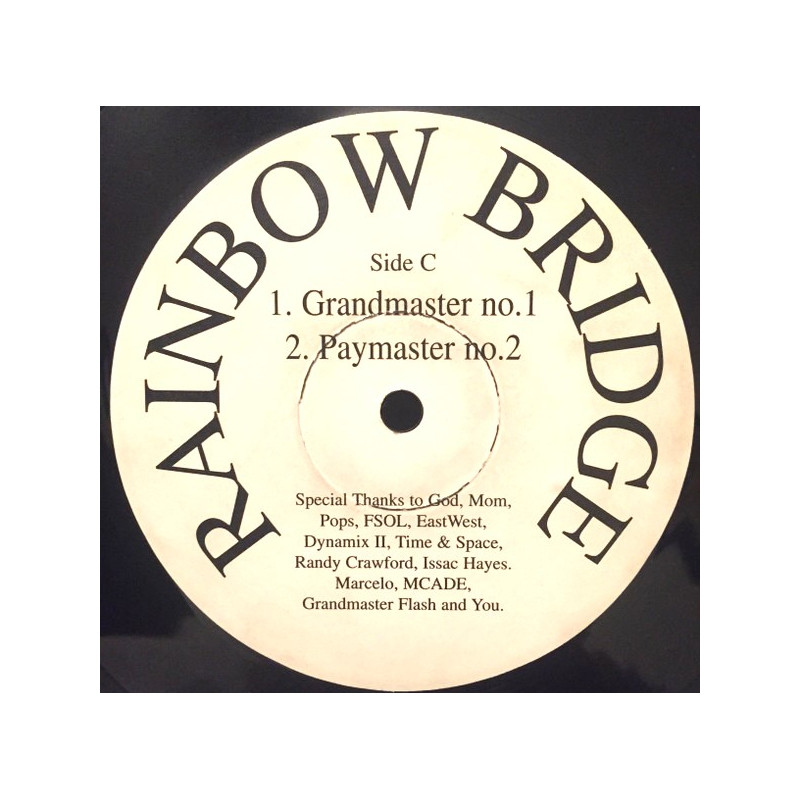 RAINBOW BRIDGE
Side C
1. Grandmaster no.1
2. Paymaster no.2
Special Thanks to God, Mom,
Pops, FSOL, EastWest,
Dynamix II, Time & Space,
Randy Crawford, Issac Hayes.
Marcelo, MCADE,
Grandmaster Flash and You.